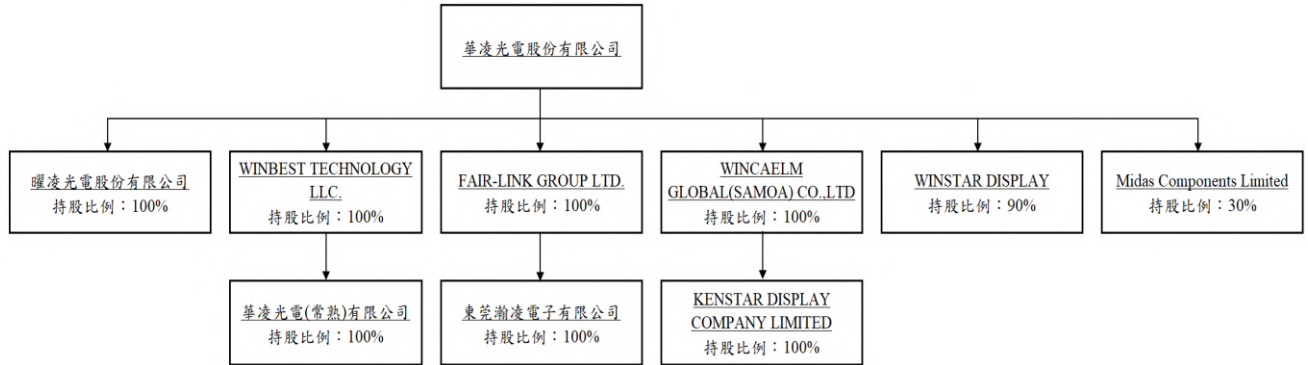 華凌光電股份有限公司
曜凌光電股份有限公司
持股比例：100%
WINBEST TECHNOLOGY
LLC.
持股比例：100%
FAIR-LINK GROUP LTD.
持股比例：100%
WINCAELM
GLOBAL(SAMOA) CO.,LTD
持股比例：100%
WINSTAR DISPLAY
持股比例：90%
Midas Components Limited
持股比例：30%
華凌光電(常熟)有限公司
持股比例：100%
東莞瀚凌電子有限公司
持股比例：100%
KENSTAR DISPLAY
COMPANY LIMITED
持股比例：100%